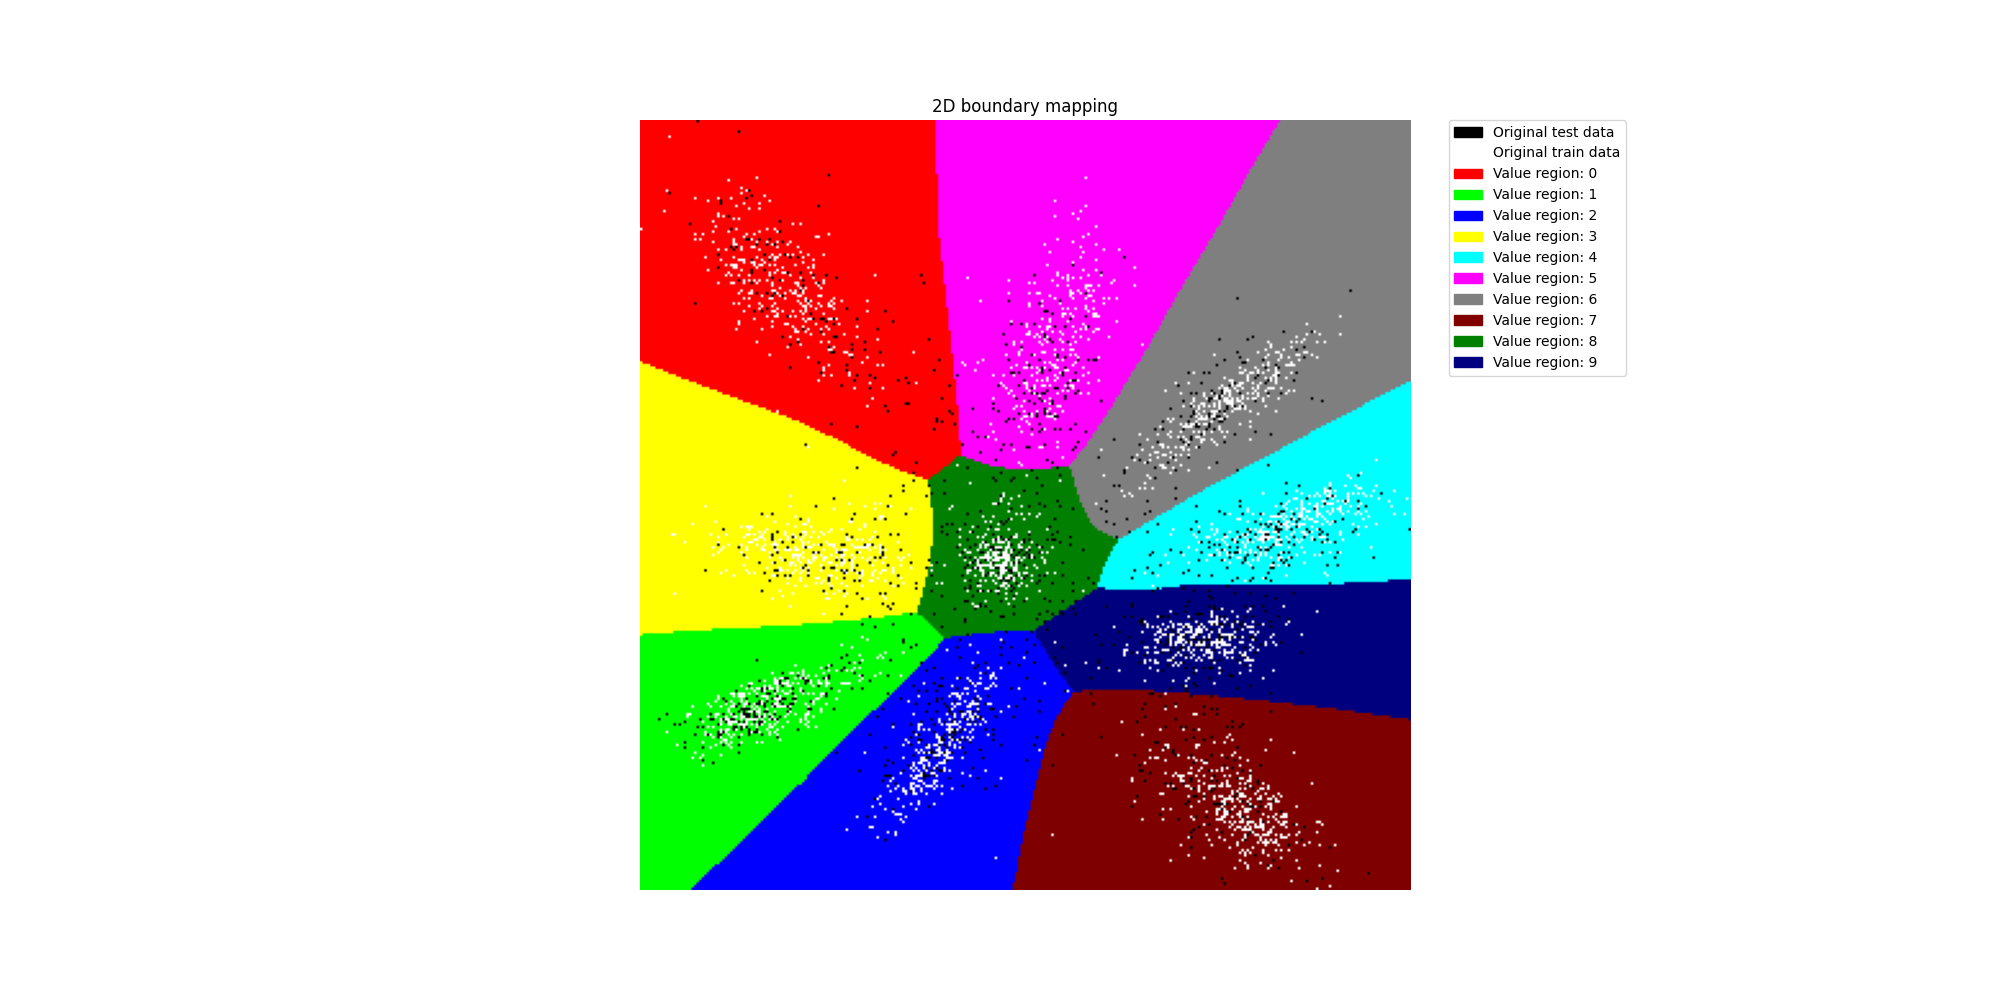 2D boundary mapping
Original test data
Original train data
Value region: 0
Value region: 1
Value region: 2
Value region: 3
Value region: 4
Value region: 5
Value region: 6
Value region: 7
Value region: 8
Value region: 9